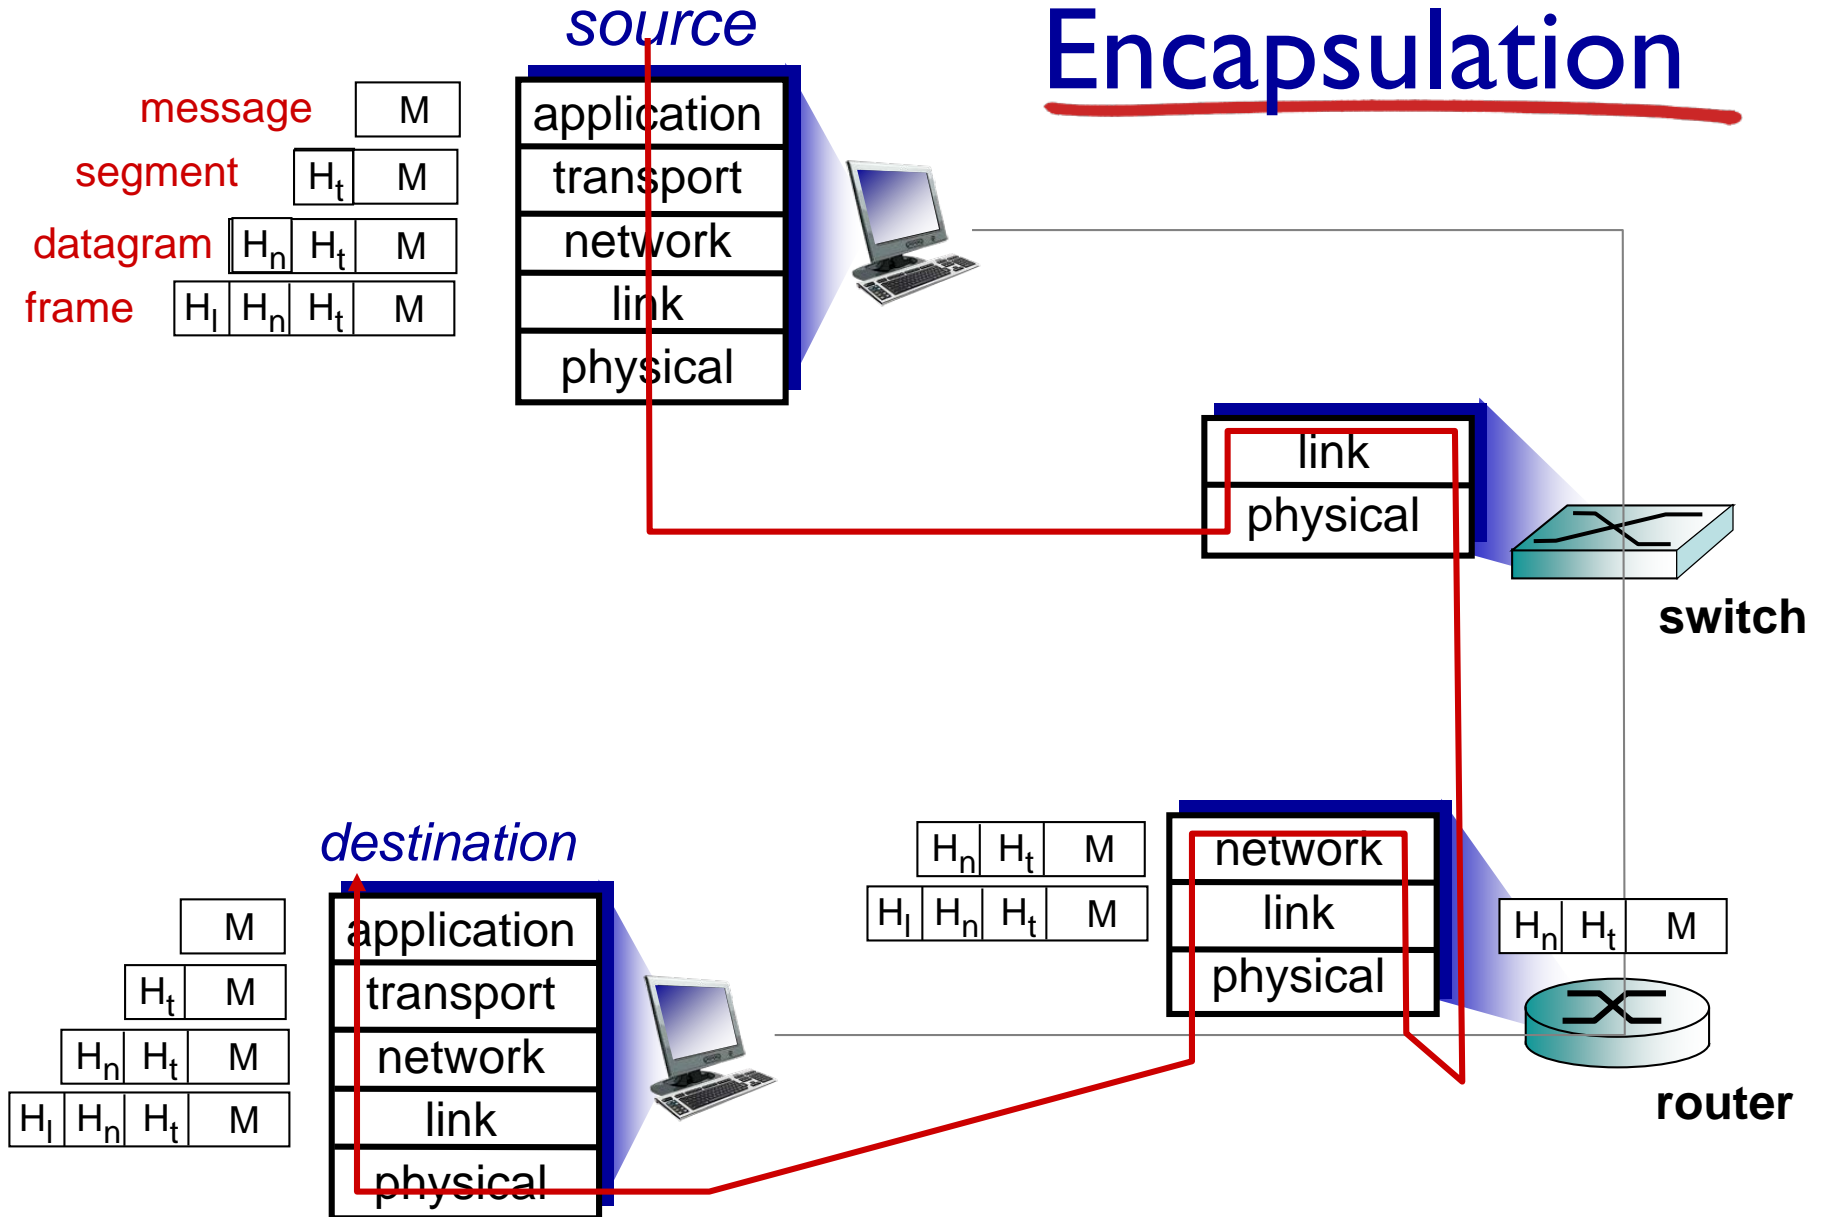 source
Encapsulation
message M
segment Ht M
datagram Hn Ht M
frame Hl Hn Ht M
application
transport
network
link
physical
link
physical
switch
destination
M
Ht M
Hn Ht M
Hl Hn Ht M
application
transport
network
link
physical
Hn Ht M
Hl Hn Ht M
network
link
physical
Hn Ht M
router